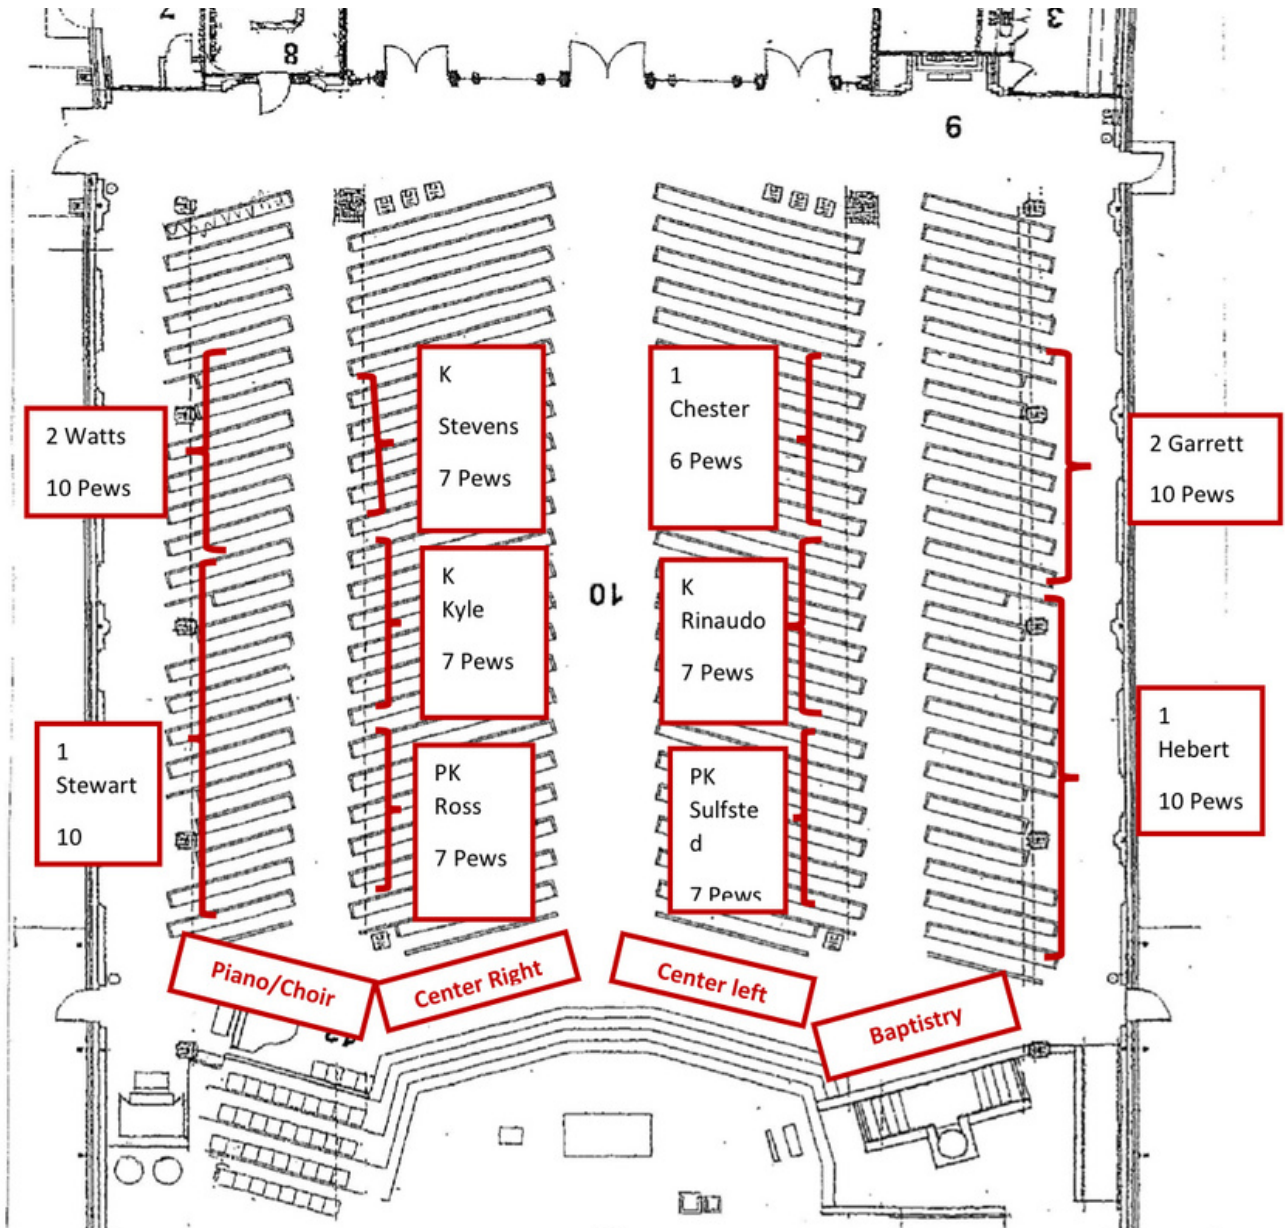 7
8
3
9
K
Stevens
7 Pews
1
Chester
6 Pews
2 Watts
10 Pews
2 Garrett
10 Pews
K
Kyle
7 Pews
10
K
Rinaudo
7 Pews
1
Stewart
10
PK
Ross
7 Pews
PK
Sulfste
d
7 Pews
1
Hebert
10 Pews
Piano/Choir
Center Right
Center left
Baptistry